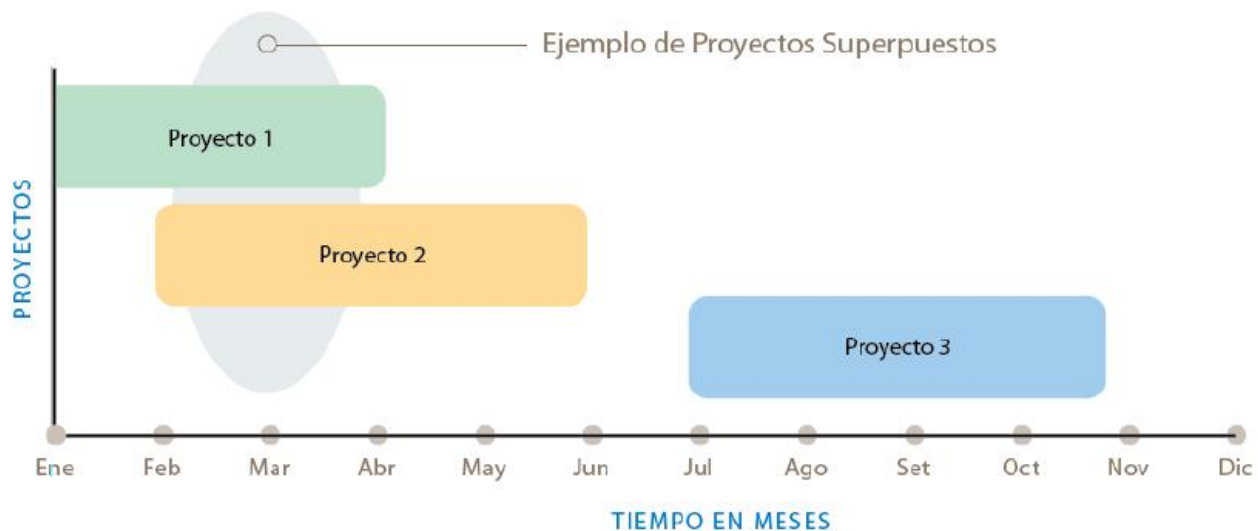 Ejemplo de Proyectos Superpuestos
Proyecto 1
Proyecto 2
Proyecto 3
PROYECTOS
Ene Feb Mar Abr May Jun Jul Ago Set Oct Nov Dic
TIEMPO EN MESES